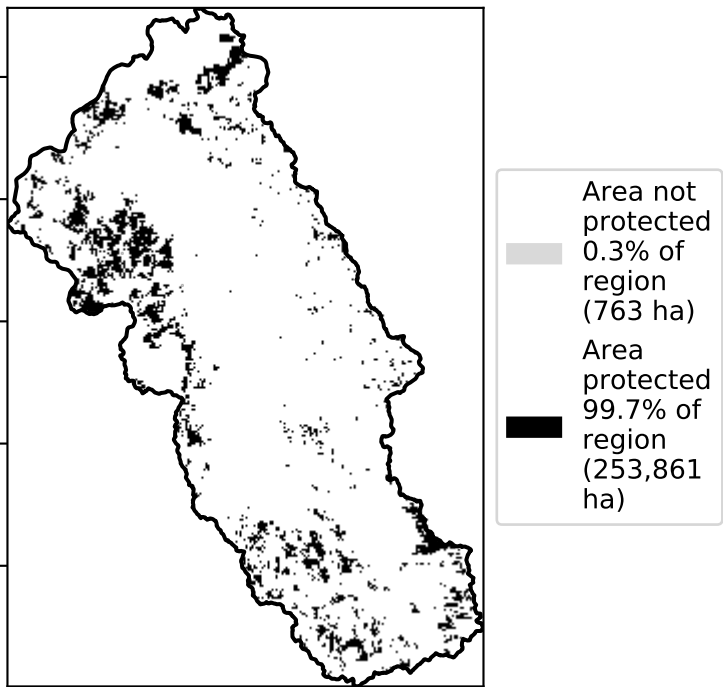 Area not
protected
0.3% of
region
(763 ha)
Area
protected
99.7% of
region
(253,861
ha)